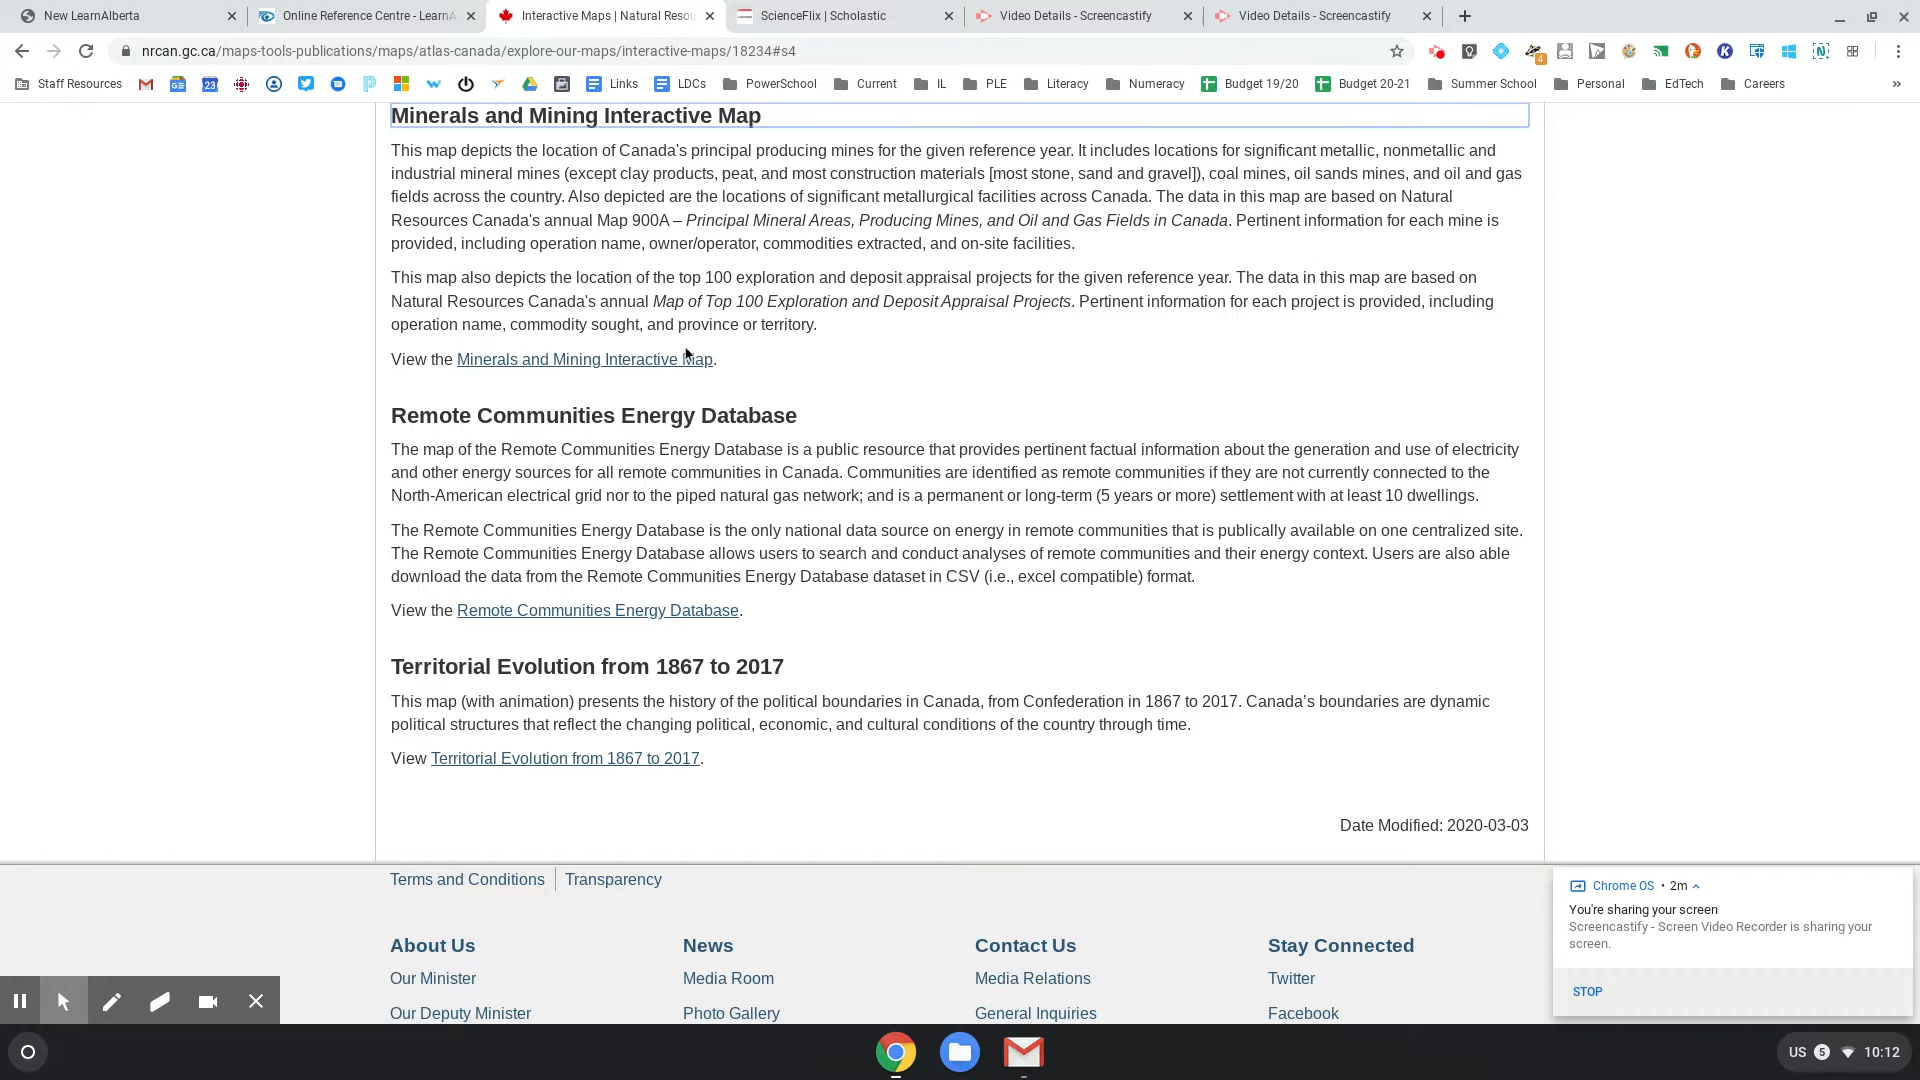 New LearnAlberta
Online Reference Centre - LearnA
Interactive Maps | Natural Resou
ScienceFlix | Scholastic
Video Details - Screencastify
Video Details - Screencastify
nrcan.gc.ca/maps-tools-publications/maps/atlas-canada/explore-our-maps/interactive-maps/18234#s4
Staff Resources 23 Links LDCs PowerSchool Current IL PLE Literacy Numeracy Budget 19/20 Budget 20-21 Summer School Personal EdTech Careers »
Minerals and Mining Interactive Map
This map depicts the location of Canada's principal producing mines for the given reference year. It includes locations for significant metallic, nonmetallic and
industrial mineral mines (except clay products, peat, and most construction materials [most stone, sand and gravel]), coal mines, oil sands mines, and oil and gas
fields across the country. Also depicted are the locations of significant metallurgical facilities across Canada. The data in this map are based on Natural
Resources Canada's annual Map 900A – Principal Mineral Areas, Producing Mines, and Oil and Gas Fields in Canada. Pertinent information for each mine is
provided, including operation name, owner/operator, commodities extracted, and on-site facilities.
This map also depicts the location of the top 100 exploration and deposit appraisal projects for the given reference year. The data in this map are based on
Natural Resources Canada's annual Map of Top 100 Exploration and Deposit Appraisal Projects. Pertinent information for each project is provided, including
operation name, commodity sought, and province or territory.
View the Minerals and Mining Interactive Map.
Remote Communities Energy Database
The map of the Remote Communities Energy Database is a public resource that provides pertinent factual information about the generation and use of electricity
and other energy sources for all remote communities in Canada. Communities are identified as remote communities if they are not currently connected to the
North-American electrical grid nor to the piped natural gas network; and is a permanent or long-term (5 years or more) settlement with at least 10 dwellings.
The Remote Communities Energy Database is the only national data source on energy in remote communities that is publically available on one centralized site.
The Remote Communities Energy Database allows users to search and conduct analyses of remote communities and their energy context. Users are also able
download the data from the Remote Communities Energy Database dataset in CSV (i.e., excel compatible) format.
View the Remote Communities Energy Database.
Territorial Evolution from 1867 to 2017
This map (with animation) presents the history of the political boundaries in Canada, from Confederation in 1867 to 2017. Canada’s boundaries are dynamic
political structures that reflect the changing political, economic, and cultural conditions of the country through time.
View Territorial Evolution from 1867 to 2017.
Date Modified: 2020-03-03
Terms and Conditions
Transparency
About Us
News
Contact Us
Stay Connected
Our Minister
Media Room
Media Relations
Twitter
Our Deputy Minister
Photo Gallery
General Inquiries
Facebook
Chrome OS • 2m
You're sharing your screen
Screencastify - Screen Video Recorder is sharing your
screen.
STOP
US 5 10:12